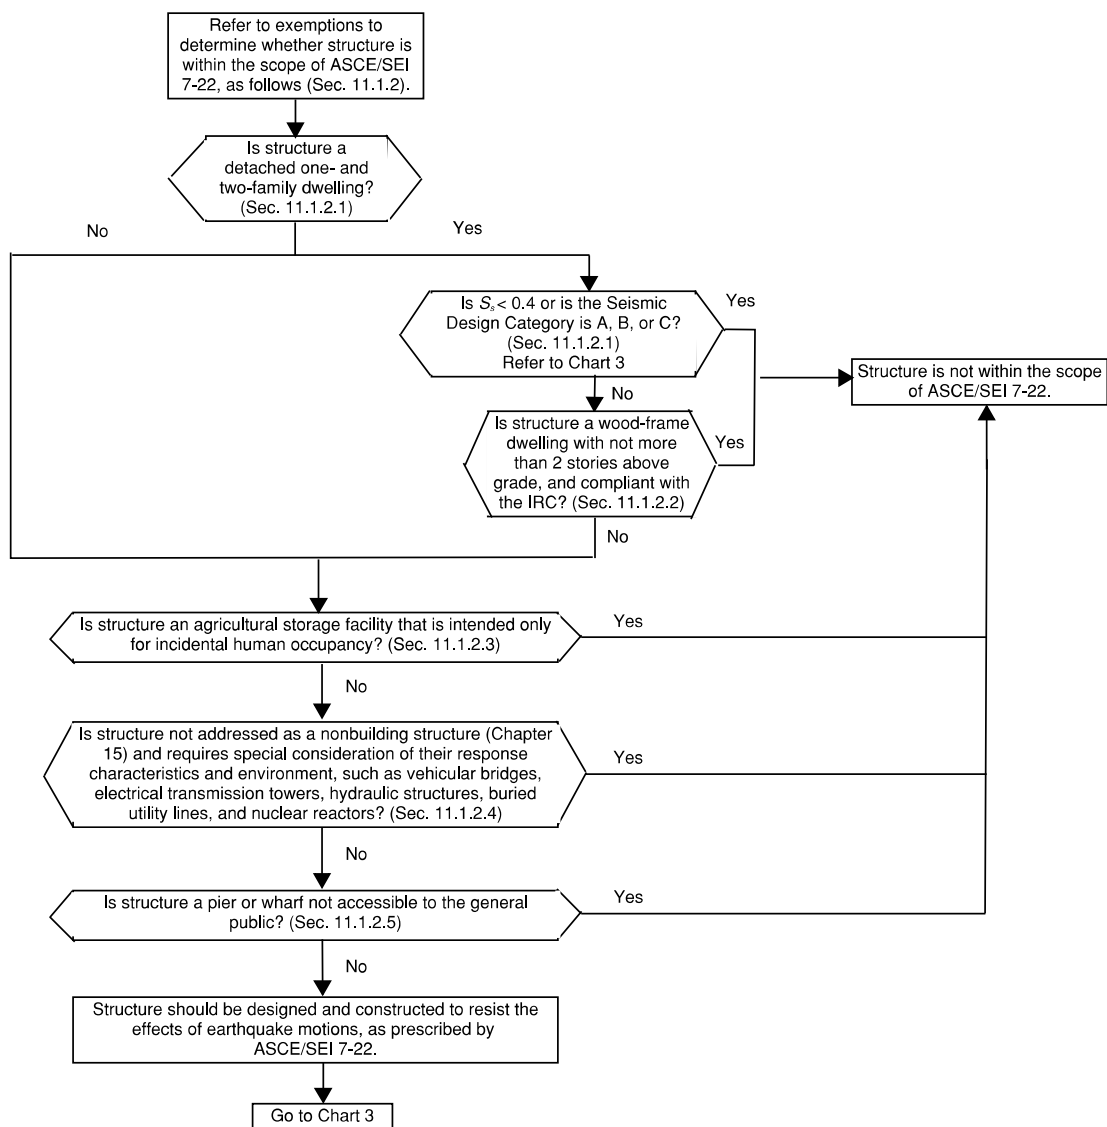 Refer to exemptions to
determine whether structure is
within the scope of ASCE/SEI
7-22, as follows (Sec. 11.1.2).
Is structure a
detached one- and
two-family dwelling?
(Sec. 11.1.2.1)
No
Yes
Is Ss < 0.4 or is the Seismic
Design Category is A, B, or C?
(Sec. 11.1.2.1)
Refer to Chart 3
Yes
Structure is not within the scope
of ASCE/SEI 7-22.
No
Is structure a wood-frame
dwelling with not more
than 2 stories above
grade, and compliant with
the IRC? (Sec. 11.1.2.2)
Yes
No
Is structure an agricultural storage facility that is intended only
for incidental human occupancy? (Sec. 11.1.2.3)
Yes
No
Is structure not addressed as a nonbuilding structure (Chapter
15) and requires special consideration of their response
characteristics and environment, such as vehicular bridges,
electrical transmission towers, hydraulic structures, buried
utility lines, and nuclear reactors? (Sec. 11.1.2.4)
Yes
No
Is structure a pier or wharf not accessible to the general
public? (Sec. 11.1.2.5)
Yes
No
Structure should be designed and constructed to resist the
effects of earthquake motions, as prescribed by
ASCE/SEI 7-22.
Go to Chart 3